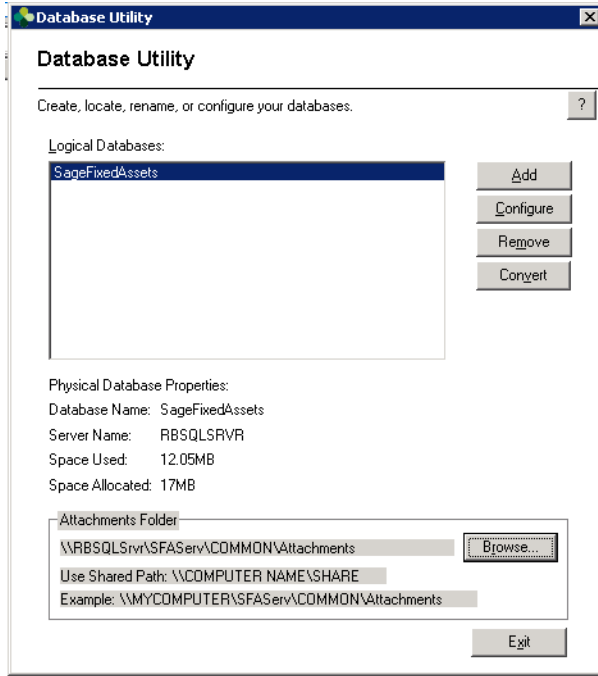 Database Utility
Database Utility
Create, locate, rename, or configure your databases.
?
Logical Databases:
SageFixedAssets
Add
Configure
Remove
Convert
Physical Database Properties:
Database Name: SageFixedAssets
Server Name: RBSQLSRVR
Space Used: 12.05MB
Space Allocated: 17MB
Attachments Folder
\\RBSQLSrvr\SFAServ\COMMON\Attachments
Browse...
Use Shared Path: \\COMPUTER NAME\SHARE
Example: \\MYCOMPUTER\SFAServ\COMMON\Attachments
Exit